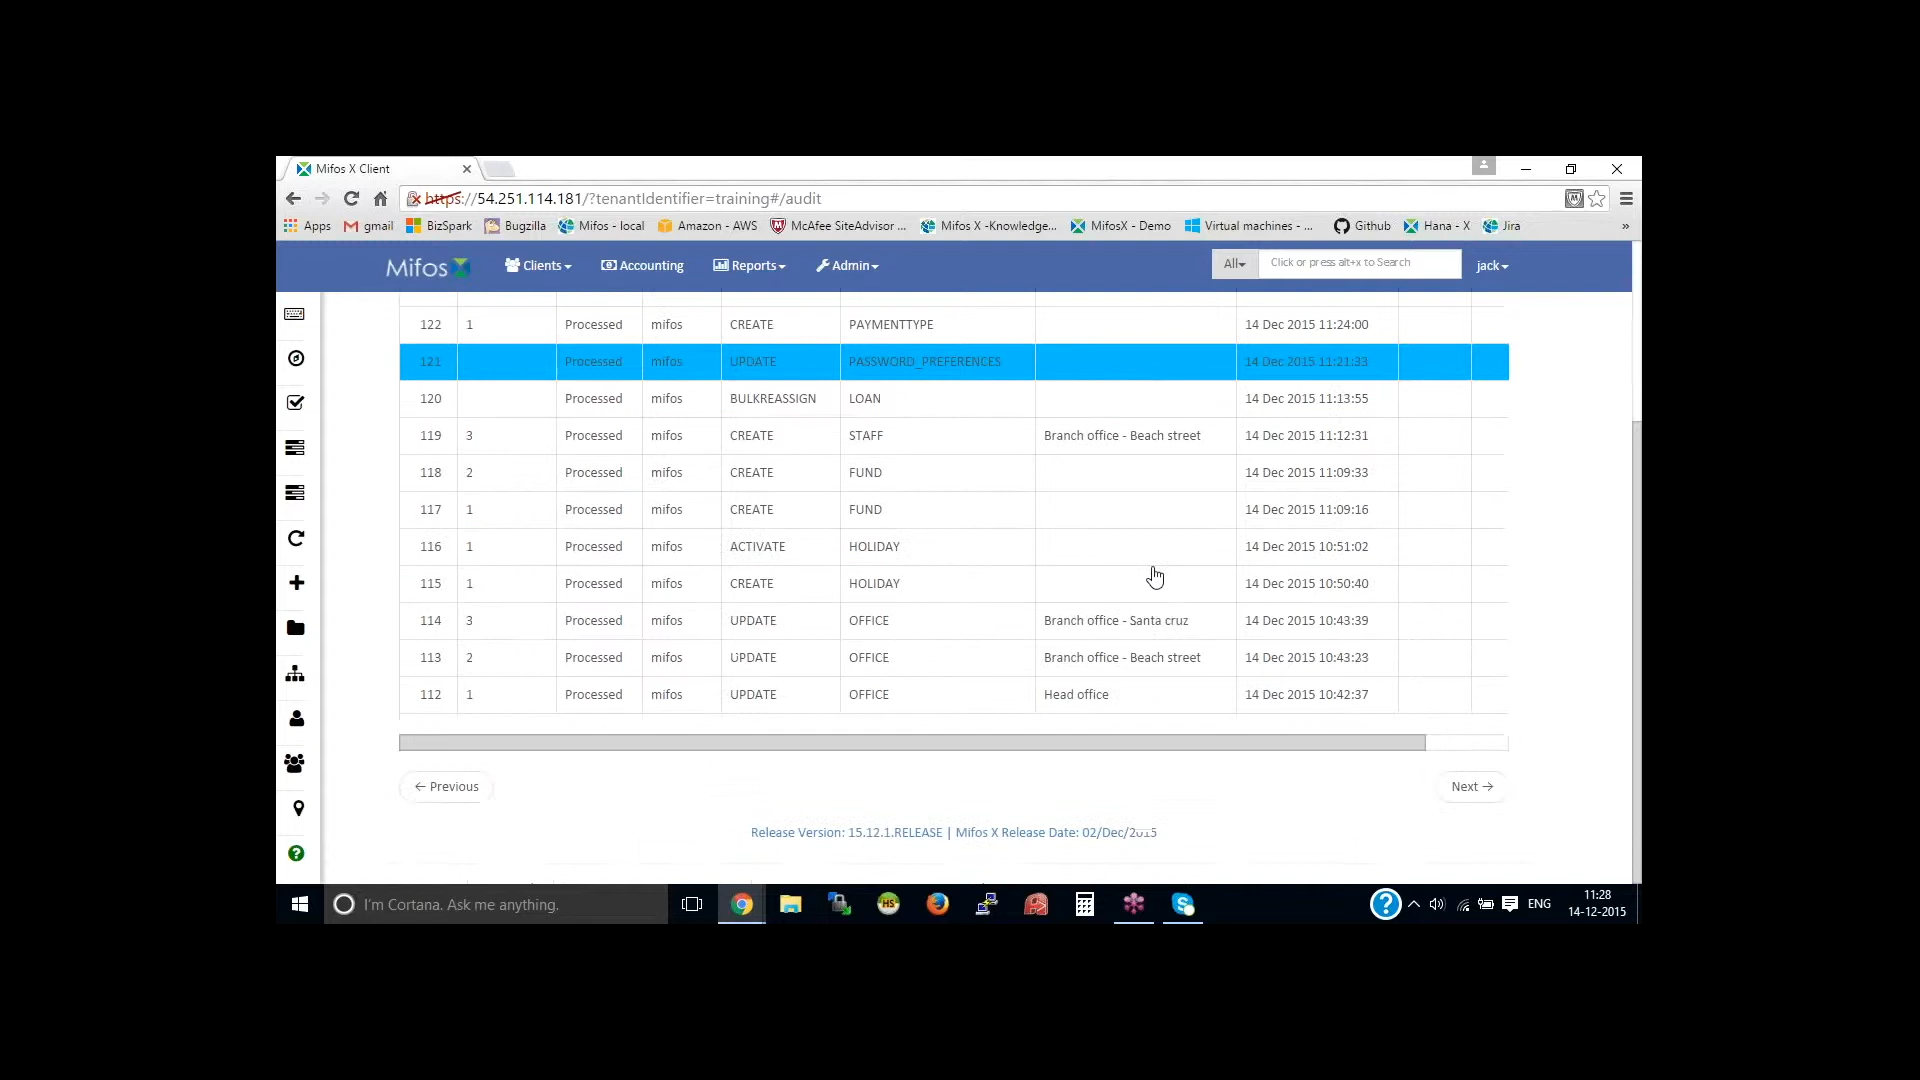 Mifos X Client
https://54.251.114.181/?tenantIdentifier=training#/audit
Apps gmail BizSpark Bugzilla Mifos - local Amazon - AWS McAfee SiteAdvisor ... Mifos X -Knowledge... MifosX - Demo Virtual machines - ... Github Hana - X Jira »
Mifos Clients Accounting Reports Admin All Click or press alt+x to Search jack
122 1 Processed mifos CREATE PAYMENTTYPE 14 Dec 2015 11:24:00
121 Processed mifos UPDATE PASSWORD_PREFERENCES 14 Dec 2015 11:21:33
120 Processed mifos BULKREASSIGN LOAN 14 Dec 2015 11:13:55
119 3 Processed mifos CREATE STAFF Branch office - Beach street 14 Dec 2015 11:12:31
118 2 Processed mifos CREATE FUND 14 Dec 2015 11:09:33
117 1 Processed mifos CREATE FUND 14 Dec 2015 11:09:16
116 1 Processed mifos ACTIVATE HOLIDAY 14 Dec 2015 10:51:02
115 1 Processed mifos CREATE HOLIDAY 14 Dec 2015 10:50:40
114 3 Processed mifos UPDATE OFFICE Branch office - Santa cruz 14 Dec 2015 10:43:39
113 2 Processed mifos UPDATE OFFICE Branch office - Beach street 14 Dec 2015 10:43:23
112 1 Processed mifos UPDATE OFFICE Head office 14 Dec 2015 10:42:37
← Previous Next →
Release Version: 15.12.1.RELEASE | Mifos X Release Date: 02/Dec/2015
I'm Cortana. Ask me anything. HS ENG 11:28
14-12-2015